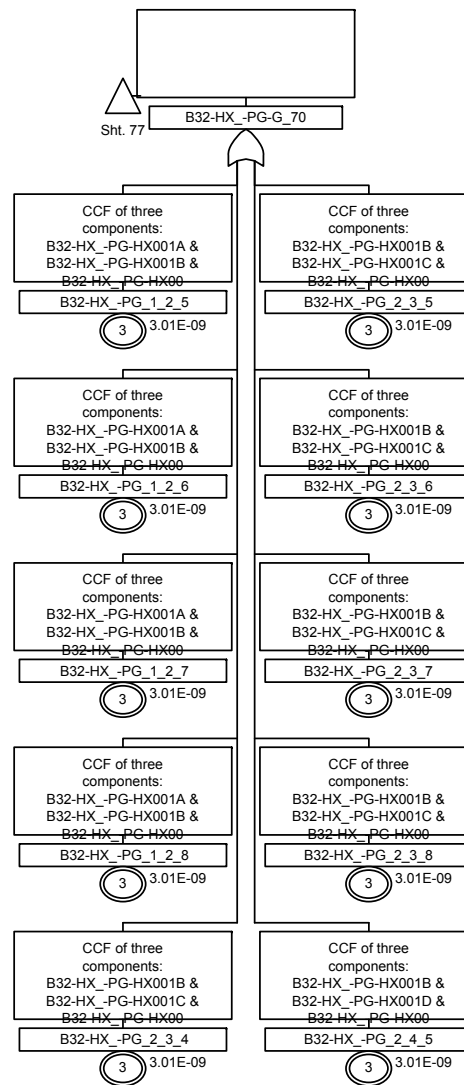 Sht. 77
B32-HX_-PG-G_70
CCF of three
components:
B32-HX_-PG-HX001A &
B32-HX_-PG-HX001B &
B32-HX_-PG-HX00
B32-HX_-PG_1_2_5
3
3.01E-09
CCF of three
components:
B32-HX_-PG-HX001B &
B32-HX_-PG-HX001C &
B32-HX_-PG-HX00
B32-HX_-PG_2_3_5
3
3.01E-09
CCF of three
components:
B32-HX_-PG-HX001A &
B32-HX_-PG-HX001B &
B32-HX_-PG-HX00
B32-HX_-PG_1_2_6
3
3.01E-09
CCF of three
components:
B32-HX_-PG-HX001B &
B32-HX_-PG-HX001C &
B32-HX_-PG-HX00
B32-HX_-PG_2_3_6
3
3.01E-09
CCF of three
components:
B32-HX_-PG-HX001A &
B32-HX_-PG-HX001B &
B32-HX_-PG-HX00
B32-HX_-PG_1_2_7
3
3.01E-09
CCF of three
components:
B32-HX_-PG-HX001B &
B32-HX_-PG-HX001C &
B32-HX_-PG-HX00
B32-HX_-PG_2_3_7
3
3.01E-09
CCF of three
components:
B32-HX_-PG-HX001A &
B32-HX_-PG-HX001B &
B32-HX_-PG-HX00
B32-HX_-PG_1_2_8
3
3.01E-09
CCF of three
components:
B32-HX_-PG-HX001B &
B32-HX_-PG-HX001C &
B32-HX_-PG-HX00
B32-HX_-PG_2_3_8
3
3.01E-09
CCF of three
components:
B32-HX_-PG-HX001B &
B32-HX_-PG-HX001C &
B32-HX_-PG-HX00
B32-HX_-PG_2_3_4
3
3.01E-09
CCF of three
components:
B32-HX_-PG-HX001B &
B32-HX_-PG-HX001D &
B32-HX_-PG-HX00
B32-HX_-PG_2_4_5
3
3.01E-09